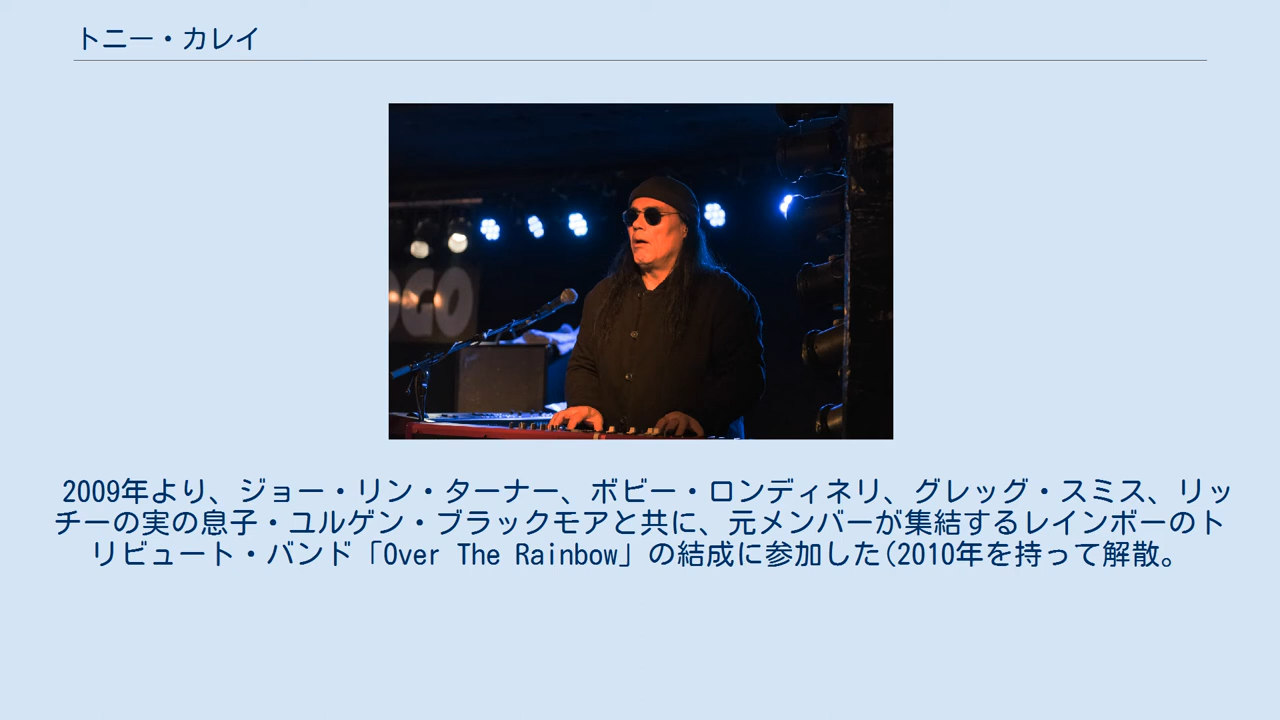 トニー・カレイ
OGO
2009年より、ジョー・リン・ターナー、ボビー・ロンディネリ、グレッグ・スミス、リッ
チーの実の息子・ユルゲン・ブラックモアと共に、元メンバーが集結するレインボーのト
リビュート・バンド「Over The Rainbow」の結成に参加した(2010年を持って解散。